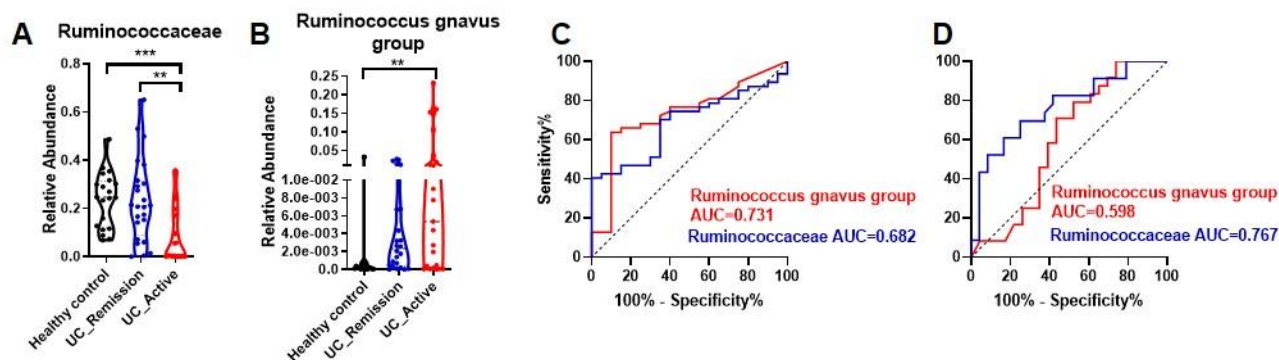 A
Ruminococcaceae
***
**
0.8
0.6
0.4
0.2
0.0
Relative Abundance
Healthy control
UC_Remission
UC_Active
B
Ruminococcus gnavus
group
**
0.25
0.20
0.15
0.10
0.05
1.0e-002
8.0e-003
6.0e-003
4.0e-003
2.0e-003
0.0
Relative Abundance
Healthy control
UC_Remission
UC_Active
C
100
80
60
40
20
0
Sensitivity%
Ruminococcus gnavus group
AUC=0.731
Ruminococcaceae AUC=0.682
0 20 40 60 80 100
100% - Specificity%
D
100
80
60
40
20
0
Ruminococcus gnavus group
AUC=0.598
Ruminococcaceae AUC=0.767
0 20 40 60 80 100
100% - Specificity%